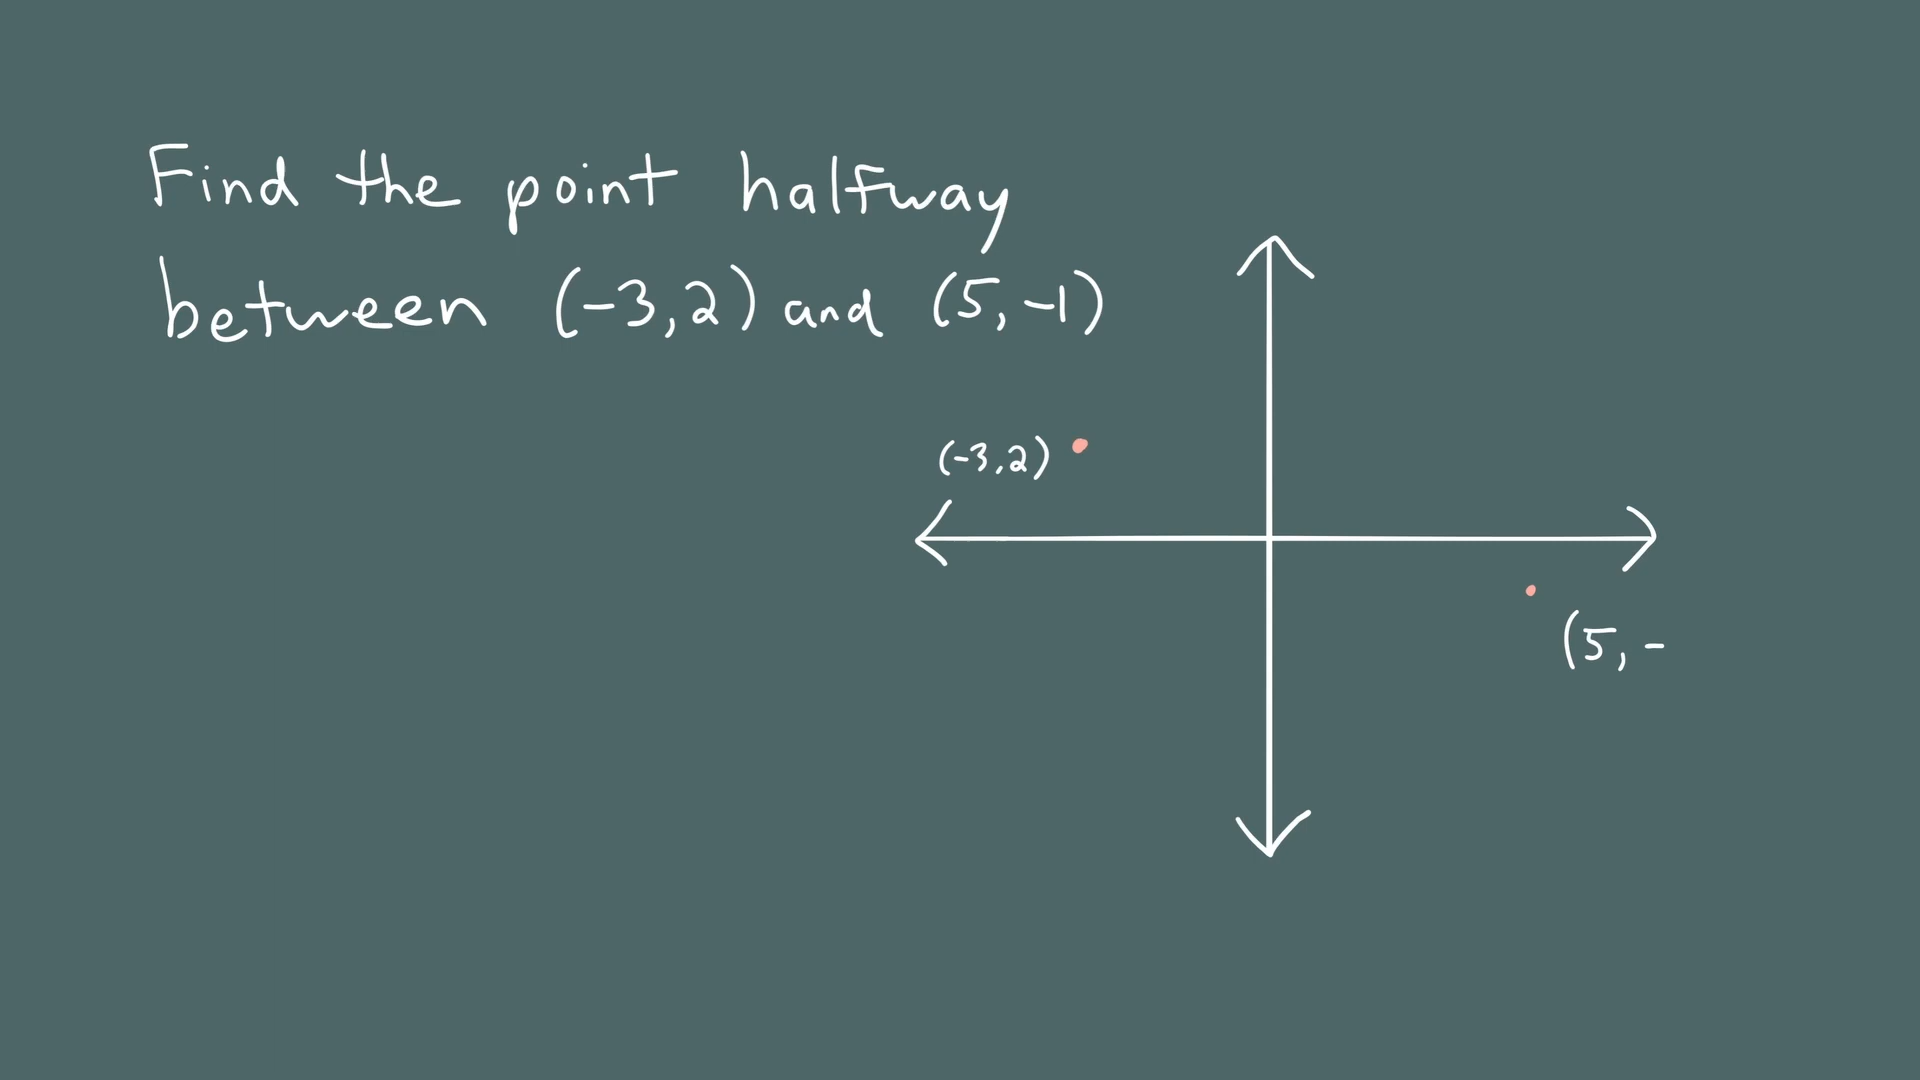 Find the point halfway
between (-3,2) and (5,-1)
(-3,2)
(5, -